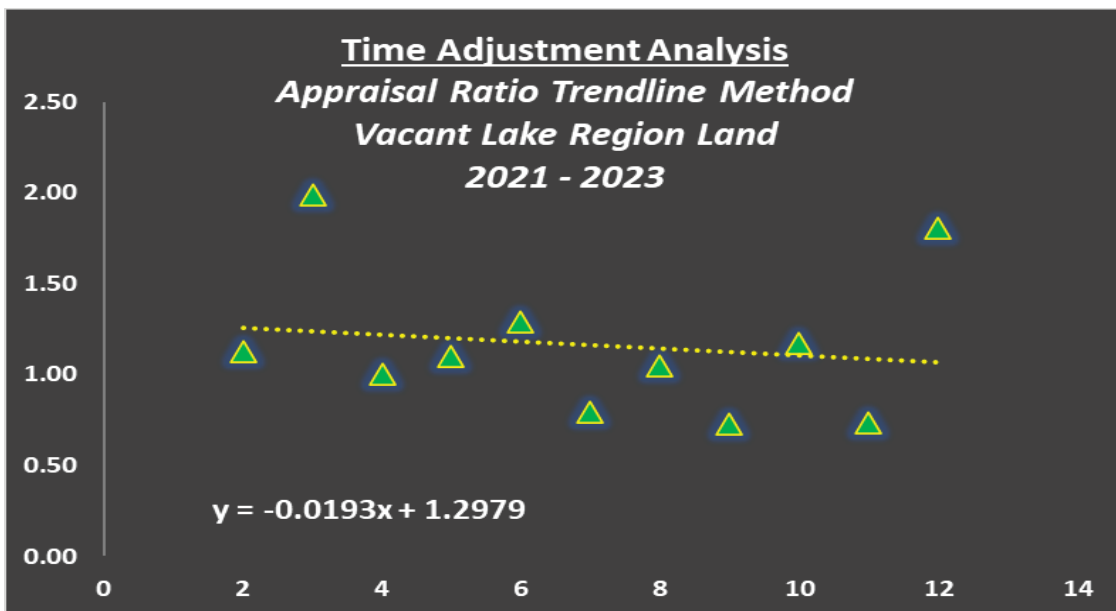 Time Adjustment Analysis
Appraisal Ratio Trendline Method
Vacant Lake Region Land
2021 - 2023
2.50
2.00
1.50
1.00
0.50
0.00
y = -0.0193x + 1.2979
0 2 4 6 8 10 12 14